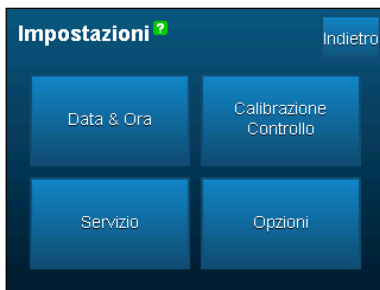 Impostazioni ?
Indietro
Data & Ora
Calibrazione
Controllo
Servizio
Opzioni